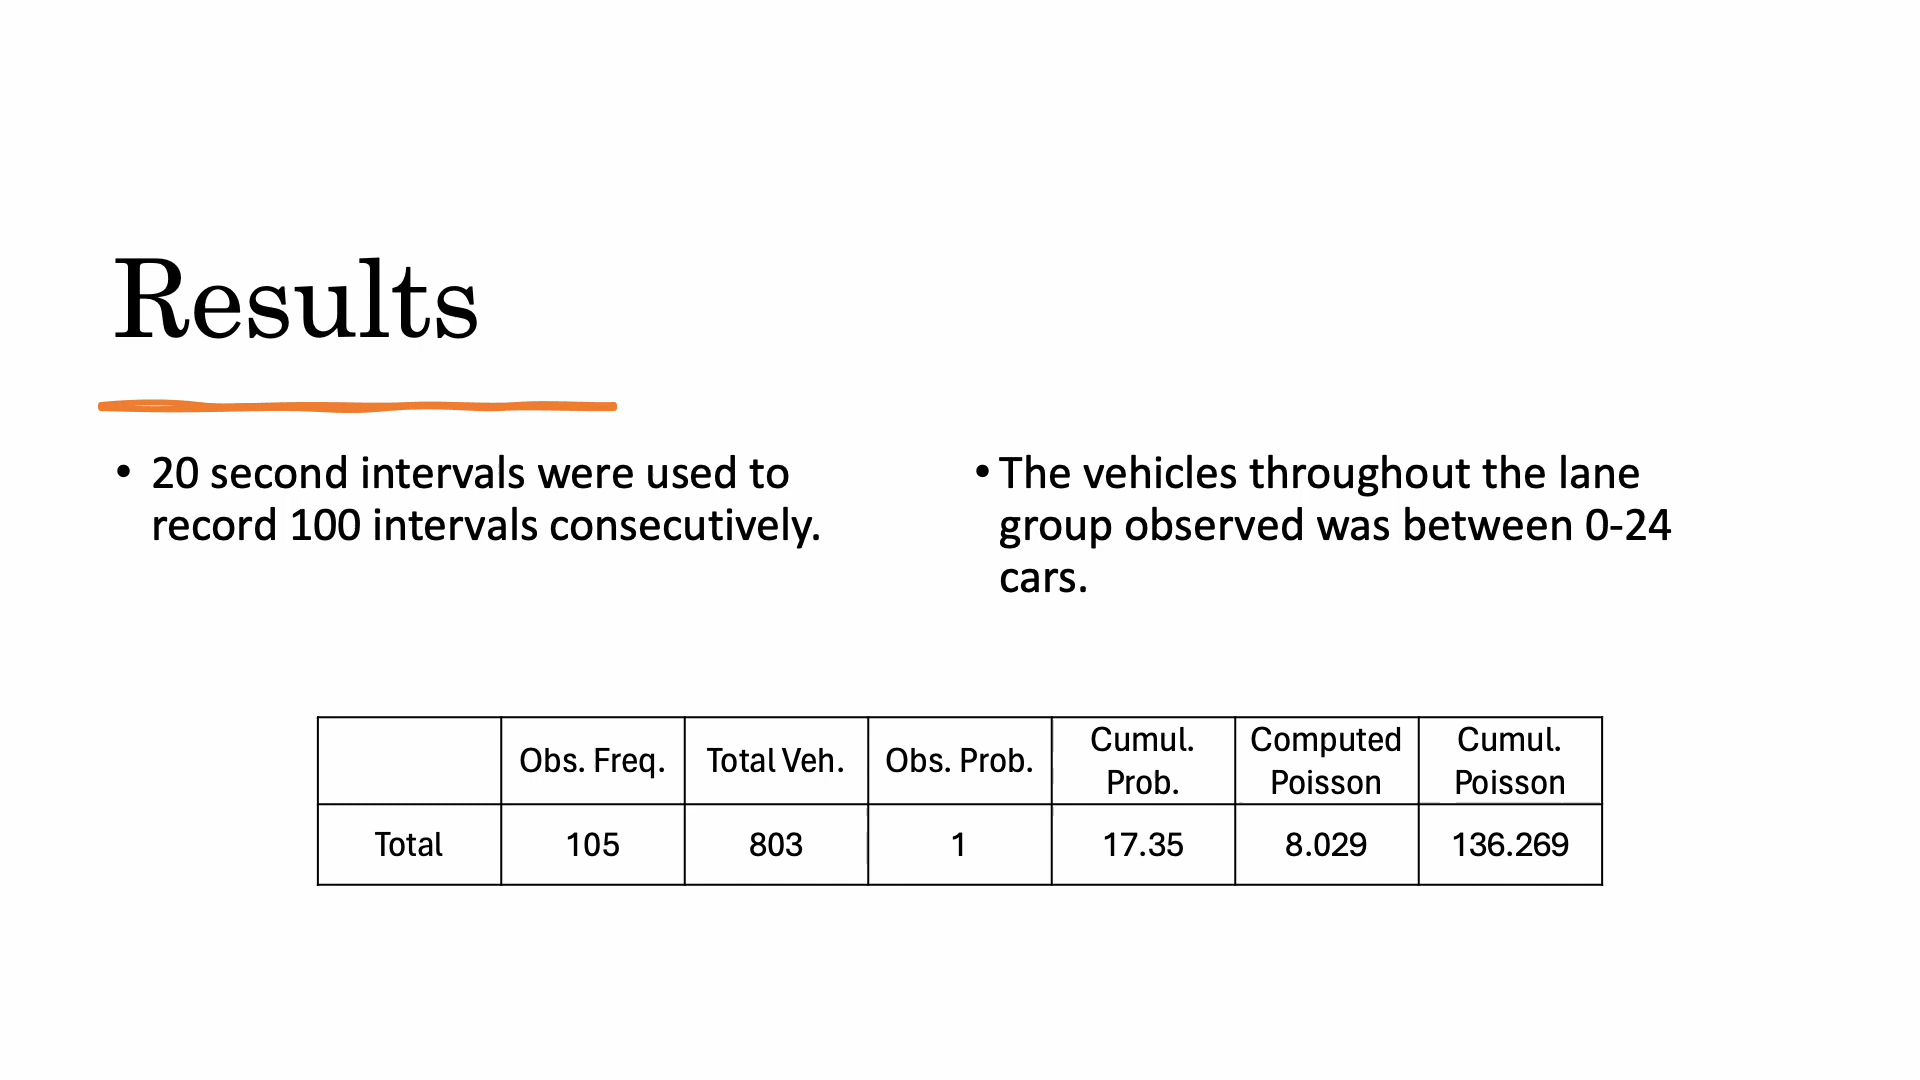 Results
• 20 second intervals were used to
record 100 intervals consecutively.
• The vehicles throughout the lane
group observed was between 0-24
cars.
Obs. Freq. Total Veh. Obs. Prob. Cumul. Prob. Computed Poisson Cumul. Poisson
Total 105 803 1 17.35 8.029 136.269